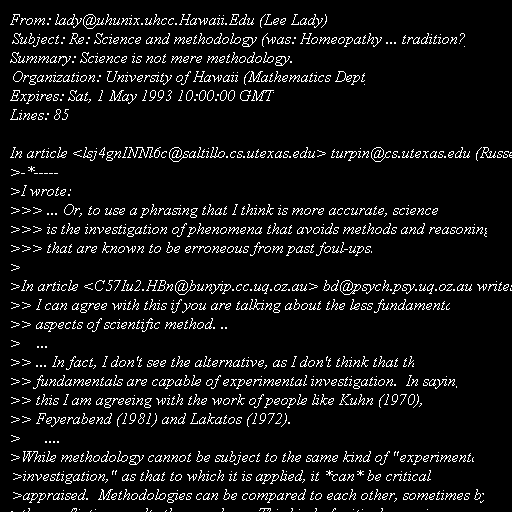 From: lady@uhunix.uhcc.Hawaii.Edu (Lee Lady)
Subject: Re: Science and methodology (was: Homeopathy ... tradition?
Summary: Science is not mere methodology.
Organization: University of Hawaii (Mathematics Dept
Expires: Sat, 1 May 1993 10:00:00 GMT
Lines: 85

In article <lsj4gnINNl6c@saltillo.cs.utexas.edu> turpin@cs.utexas.edu (Russe
>-*-----
>I wrote:
>>> ... Or, to use a phrasing that I think is more accurate, science
>>> is the investigation of phenomena that avoids methods and reasoning
>>> that are known to be erroneous from past foul-ups.
>
>In article <C57Iu2.HBn@bunyip.cc.uq.oz.au> bd@psych.psy.uq.oz.au writes
>> I can agree with this if you are talking about the less fundamenta
>> aspects of scientific method. ..
>    ...
>> ... In fact, I don't see the alternative, as I don't think that th
>> fundamentals are capable of experimental investigation.  In sayin
>> this I am agreeing with the work of people like Kuhn (1970),
>> Feyerabend (1981) and Lakatos (1972).
>      ....
>While methodology cannot be subject to the same kind of "experimenta
>investigation," as that to which it is applied, it *can* be critical
>appraised.  Methodologies can be compared to each other, sometimes by